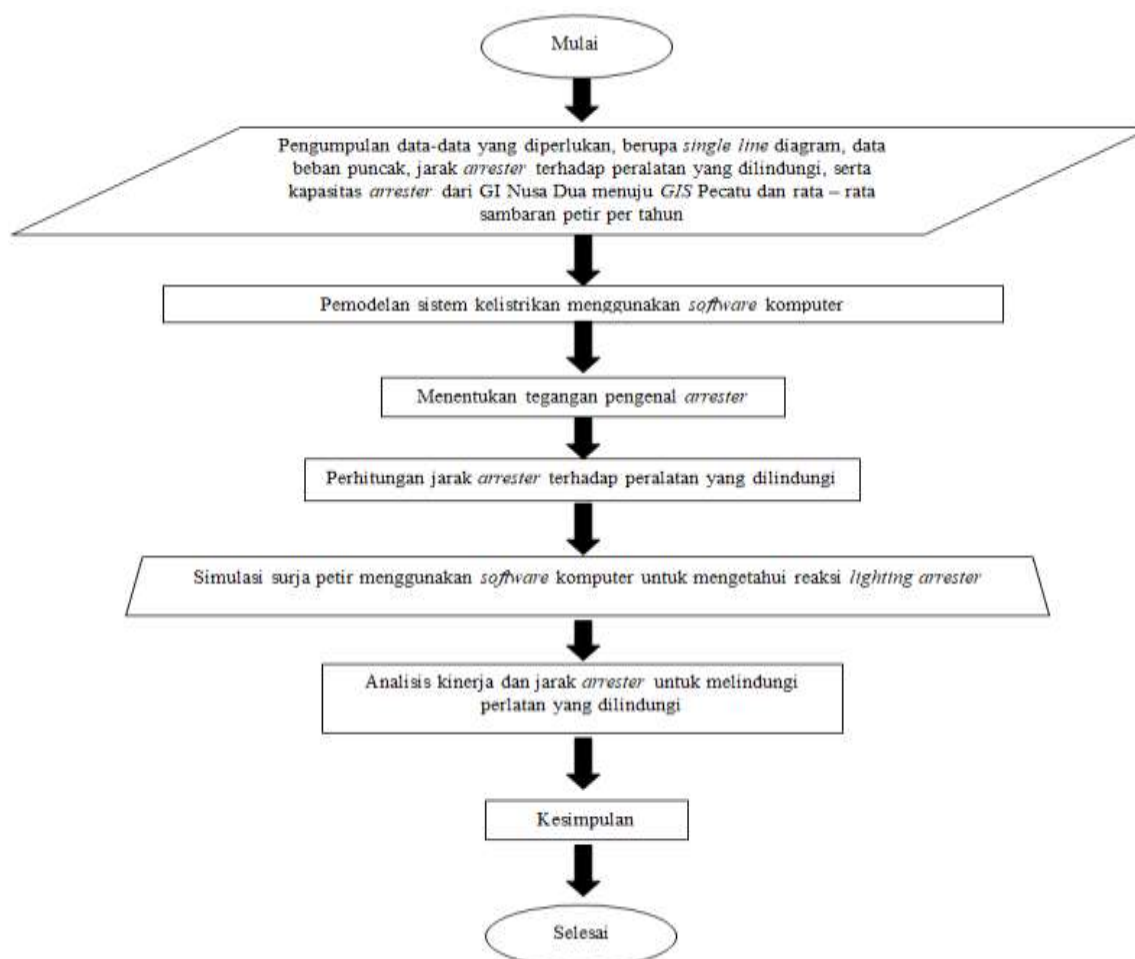 Mulai
Pengumpulan data-data yang diperlukan, berupa single line diagram, data
beban puncak, jarak arrester terhadap peralatan yang dilindungi, serta
kapasitas arrester dari GI Nusa Dua menuju GIS Pecatu dan rata – rata
sambaran petir per tahun
Pemodelan sistem kelistrikan menggunakan software komputer
Menentukan tegangan pengenal arrester
Perhitungan jarak arrester terhadap peralatan yang dilindungi
Simulasi surja petir menggunakan software komputer untuk mengetahui reaksi lighting arrester
Analisis kinerja dan jarak arrester untuk melindungi
perlatan yang dilindungi
Kesimpulan
Selesai